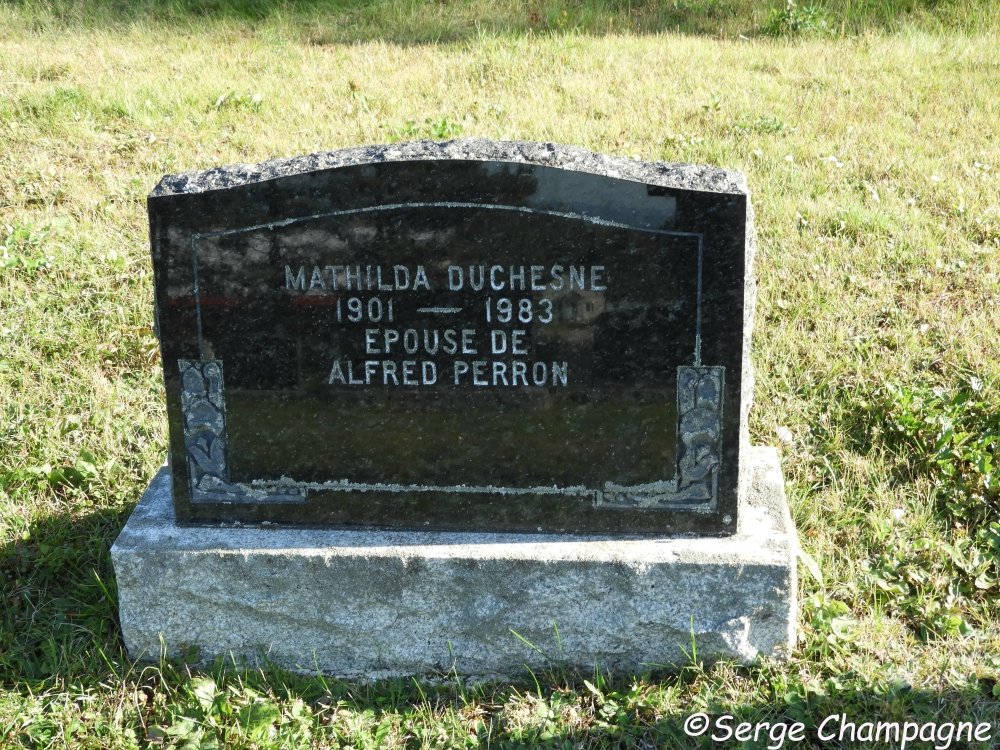 MATHILDA DUCHESNE
1901 — 1983
EPOUSE DE
ALFRED PERRON
©Serge Champagne